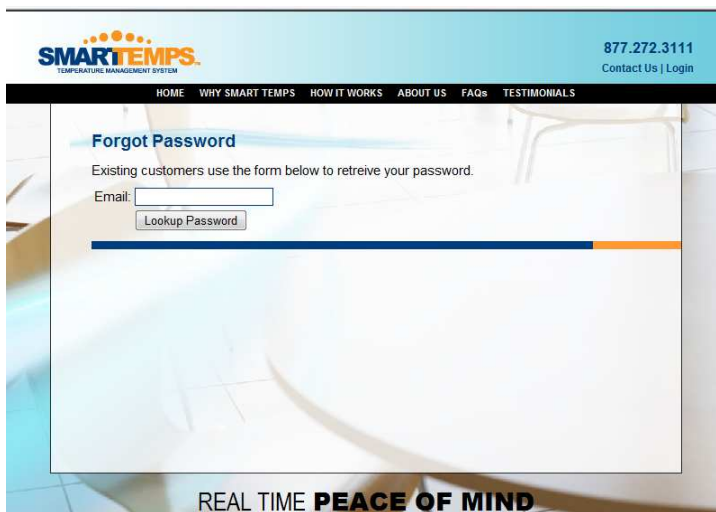 SMARTTEMPS
TEMPERATURE MANAGEMENT SYSTEM
877.272.3111
Contact Us | Login
HOME WHY SMART TEMPS HOW IT WORKS ABOUT US FAQs TESTIMONIALS
Forgot Password
Existing customers use the form below to retreive your password.
Email:
Lookup Password
REAL TIME PEACE OF MIND